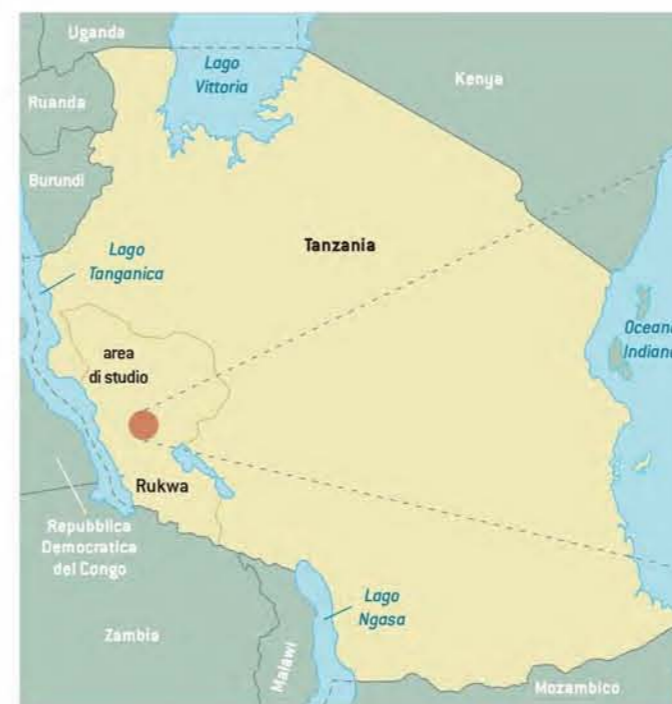 Uganda
Lago
Vittoria
Kenya
Ruanda
Burundi
Lago
Tanganica
Tanzania
Ocean
Indian
area
di studio
Rukwa
Repubblica
Democratica
del Congo
Lago
Ngasa
Zambia
Malawi
Mozambico